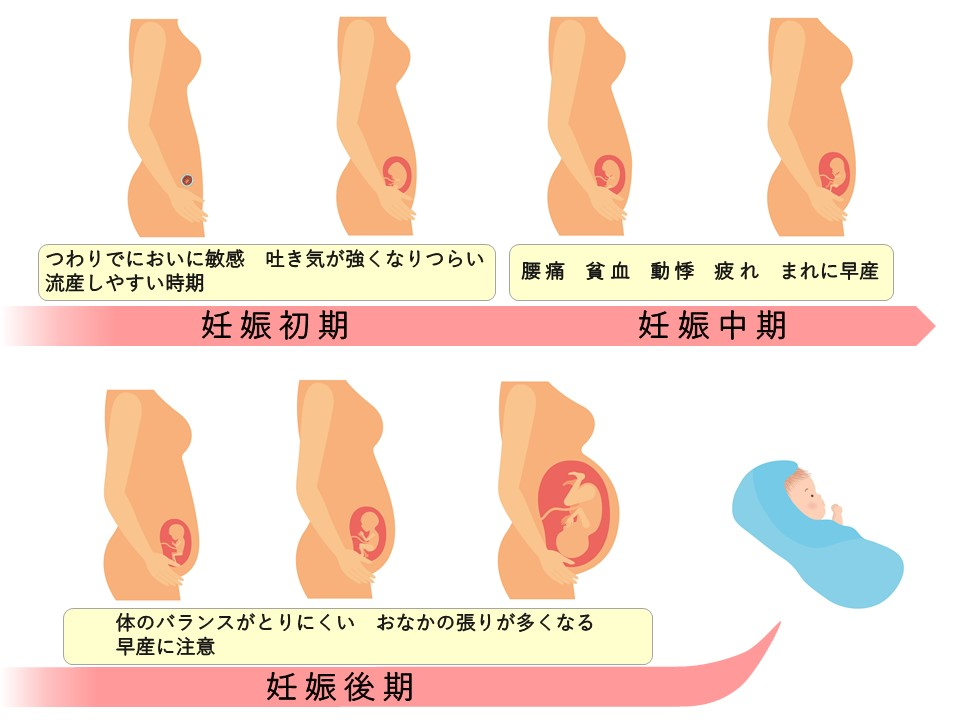 つわりでにおいに敏感　吐き気が強くなりつらい
流産しやすい時期
腰痛　貧血　動悸　疲れ　まれに早産
妊娠初期
妊娠中期
体のバランスがとりにくい　おなかの張りが多くなる
早産に注意
妊娠後期